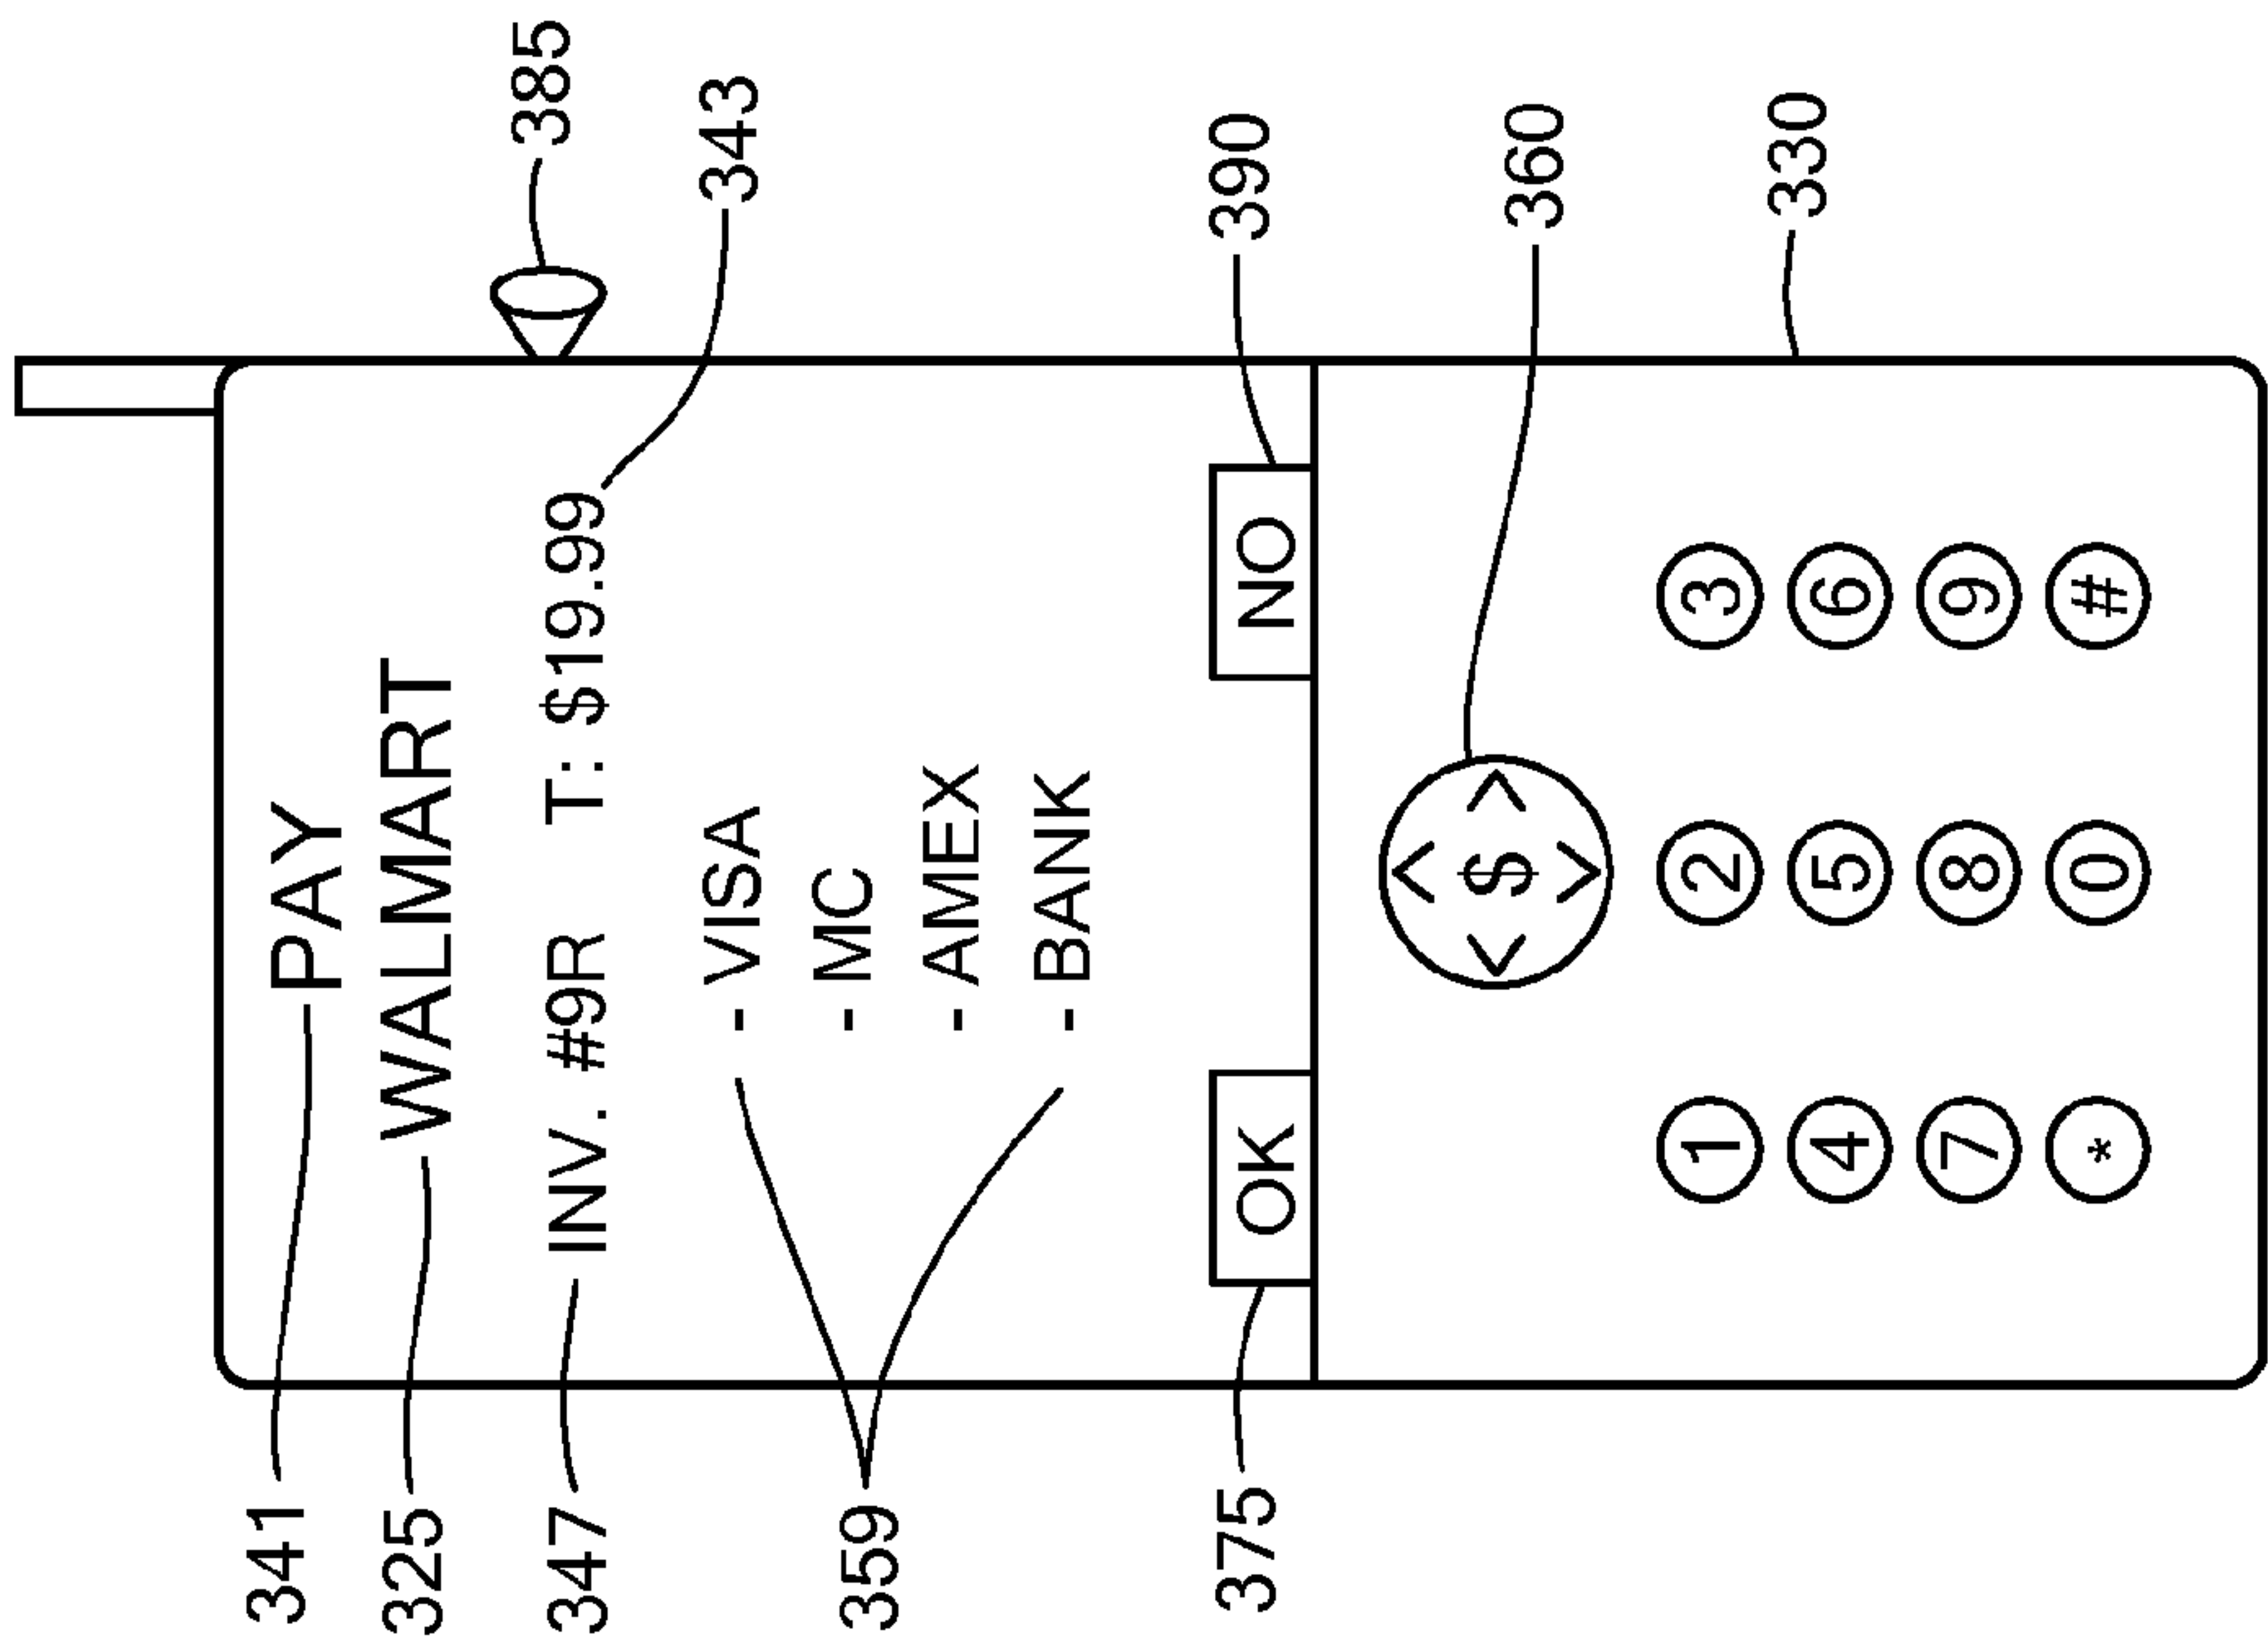 385
341 PAY
325 WALMART
347 INV. #9R T: $19.99 343
- VISA
- MC
359
- AMEX
- BANK
375 OK NO 390
< $ > 360
1 2 3
4 5 6
7 8 9
* 0 #
330